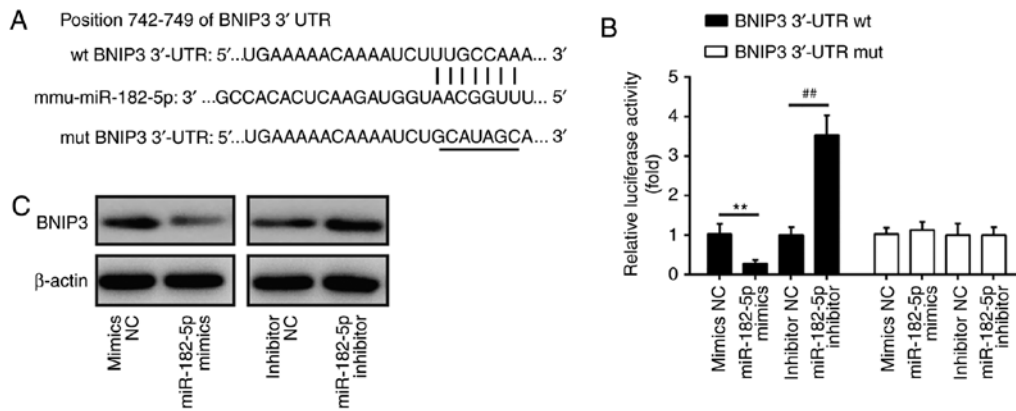 A
Position 742-749 of BNIP3 3′ UTR
wt BNIP3 3′-UTR: 5′...UGAAAAACAAAAUCUUUGCCAAA... 3′
mmu-miR-182-5p: 3′ ...GCCACACUCAAGAUGGUAACGGUUU... 5′
mut BNIP3 3′-UTR: 5′...UGAAAAACAAAAUCUGCAUAGCA... 3′
B
BNIP3 3′-UTR wt
BNIP3 3′-UTR mut
Relative luciferase activity
(fold)
5
4
3
2
1
0
**
##
Mimics NC
miR-182-5p
mimics
Inhibitor NC
miR-182-5p
inhibitor
Mimics NC
miR-182-5p
mimics
Inhibitor NC
miR-182-5p
inhibitor
C
BNIP3
β-actin
Mimics
NC
miR-182-5p
mimics
Inhibitor
NC
miR-182-5p
inhibitor